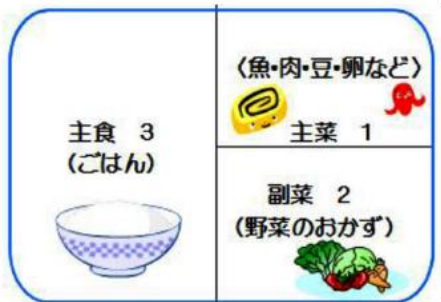 主食 3
(ごはん)
〈魚・肉・豆・卵など〉
主菜 1
副菜 2
(野菜のおかず)